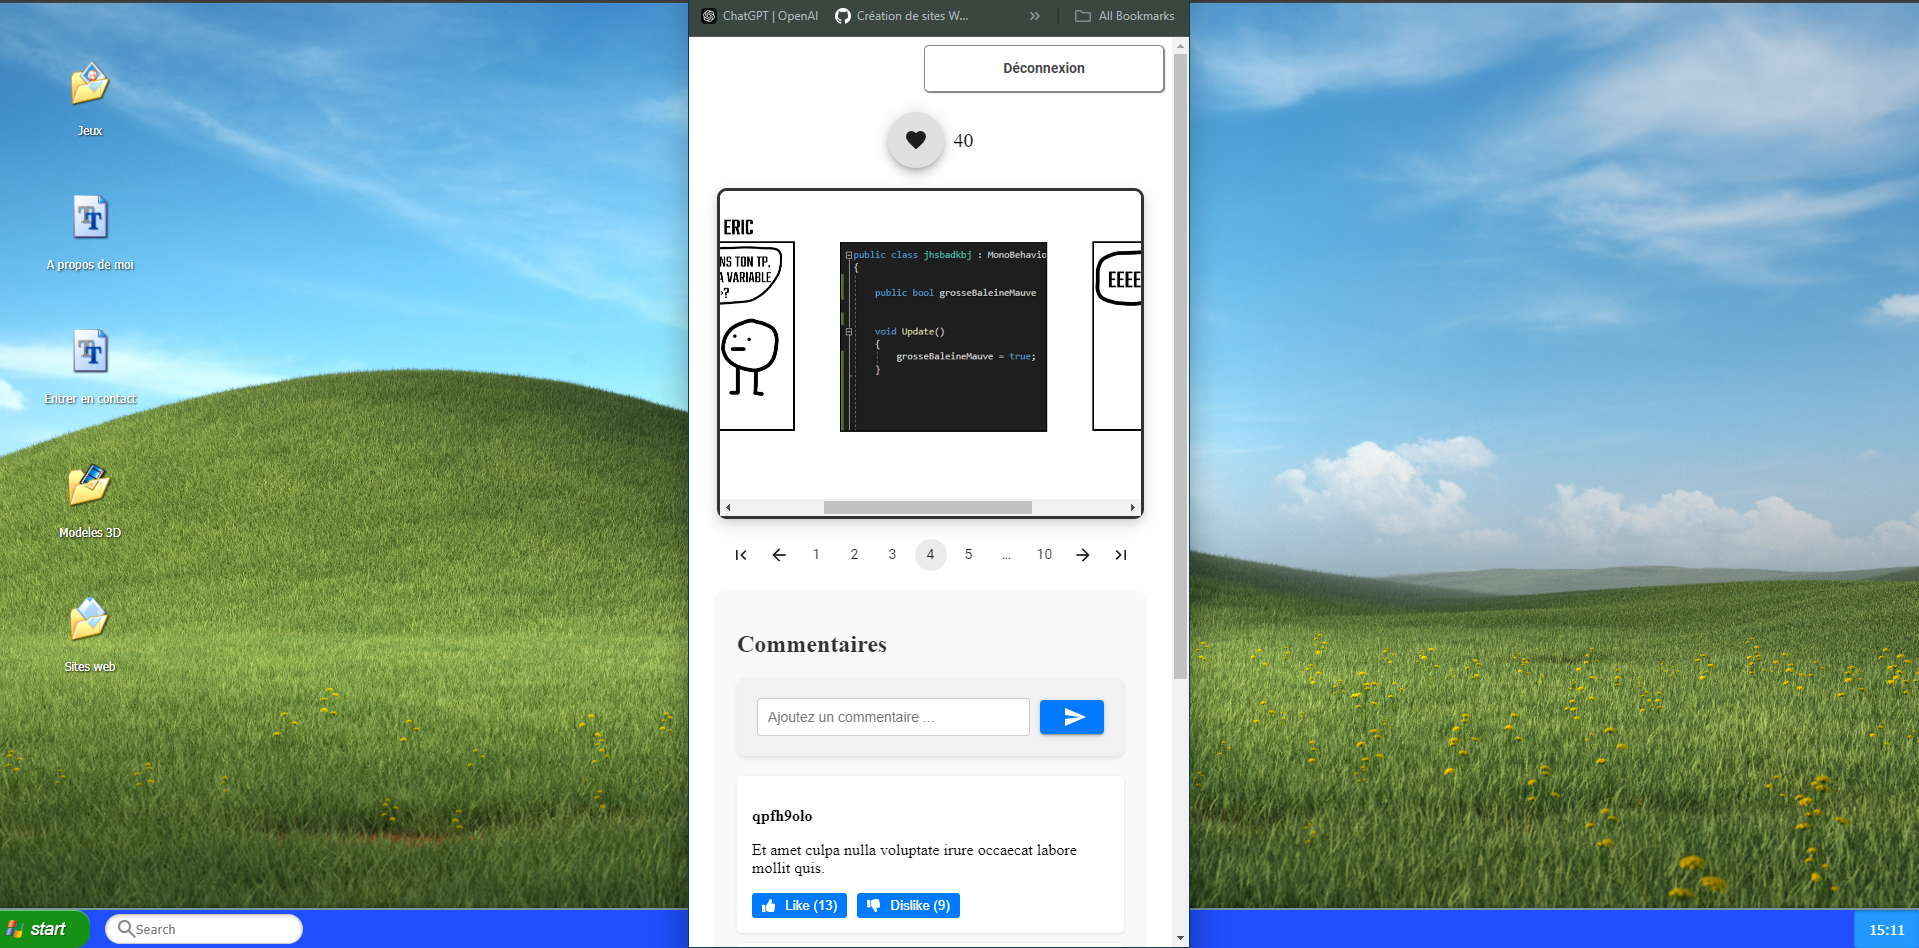 ChatGPT | OpenAI
Création de sites W...
All Bookmarks
Déconnexion
40
ERIC
NS TON TP,
A VARIABLE
»?
public class jhsbadkbj : MonoBehavio
{
public bool grosseBaleineMauve
void Update()
{
grosseBaleineMauve = true;
}
EEEE
1 2 3 4 5 ... 10
Commentaires
Ajoutez un commentaire ...
qpfh9olo
Et amet culpa nulla voluptate irure occaecat labore
mollit quis.
Like (13)
Dislike (9)
Jeux
A propos de moi
Entrer en contact
Modeles 3D
Sites web
start
Search
15:11